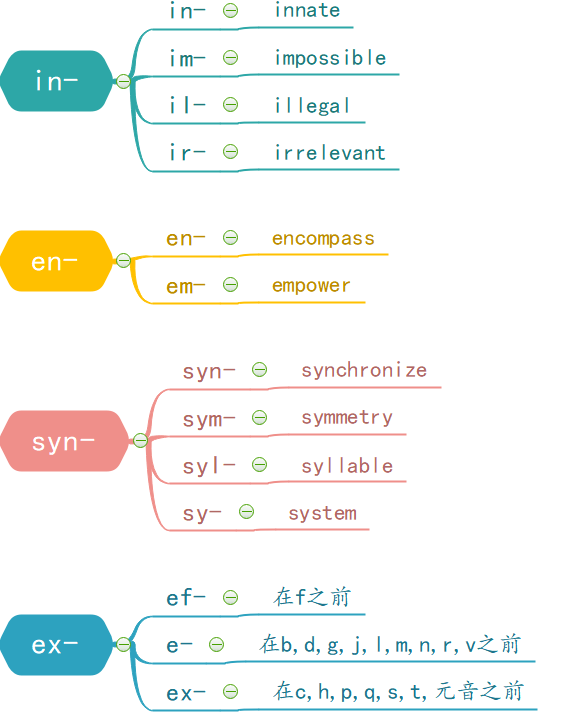 in-
in- innate
im- impossible
il- illegal
ir- irrelevant
en-
en- encompass
em- empower
syn-
syn- synchronize
sym- symmetry
syl- syllable
sy- system
ex-
ef- 在f之前
e- 在b,d,g,j,l,m,n,r,v之前
ex- 在c,h,p,q,s,t,元音之前